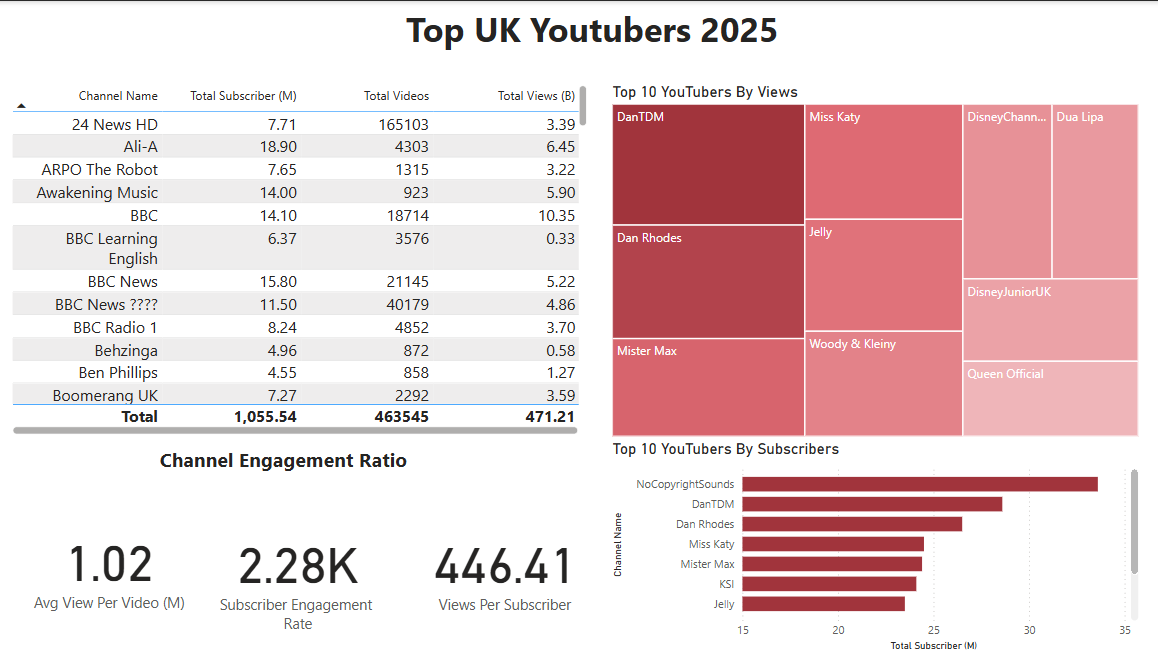 Top UK Youtubers 2025
Channel Name Total Subscriber (M) Total Videos Total Views (B)
24 News HD 7.71 165103 3.39
Ali-A 18.90 4303 6.45
ARPO The Robot 7.65 1315 3.22
Awakening Music 14.00 923 5.90
BBC 14.10 18714 10.35
BBC Learning 6.37 3576 0.33
English
BBC News 15.80 21145 5.22
BBC News ???? 11.50 40179 4.86
BBC Radio 1 8.24 4852 3.70
Behzinga 4.96 872 0.58
Ben Phillips 4.55 858 1.27
Boomerang UK 7.27 2292 3.59
Total 1,055.54 463545 471.21
Channel Engagement Ratio
1.02
Avg View Per Video (M)
2.28K
Subscriber Engagement
Rate
446.41
Views Per Subscriber
Top 10 YouTubers By Views
DanTDM
Dan Rhodes
Mister Max
Miss Katy
Jelly
Woody & Kleiny
DisneyChann...
Dua Lipa
DisneyJuniorUK
Queen Official
Top 10 YouTubers By Subscribers
Channel Name
NoCopyrightSounds
DanTDM
Dan Rhodes
Miss Katy
Mister Max
KSI
Jelly
15 20 25 30 35
Total Subscriber (M)